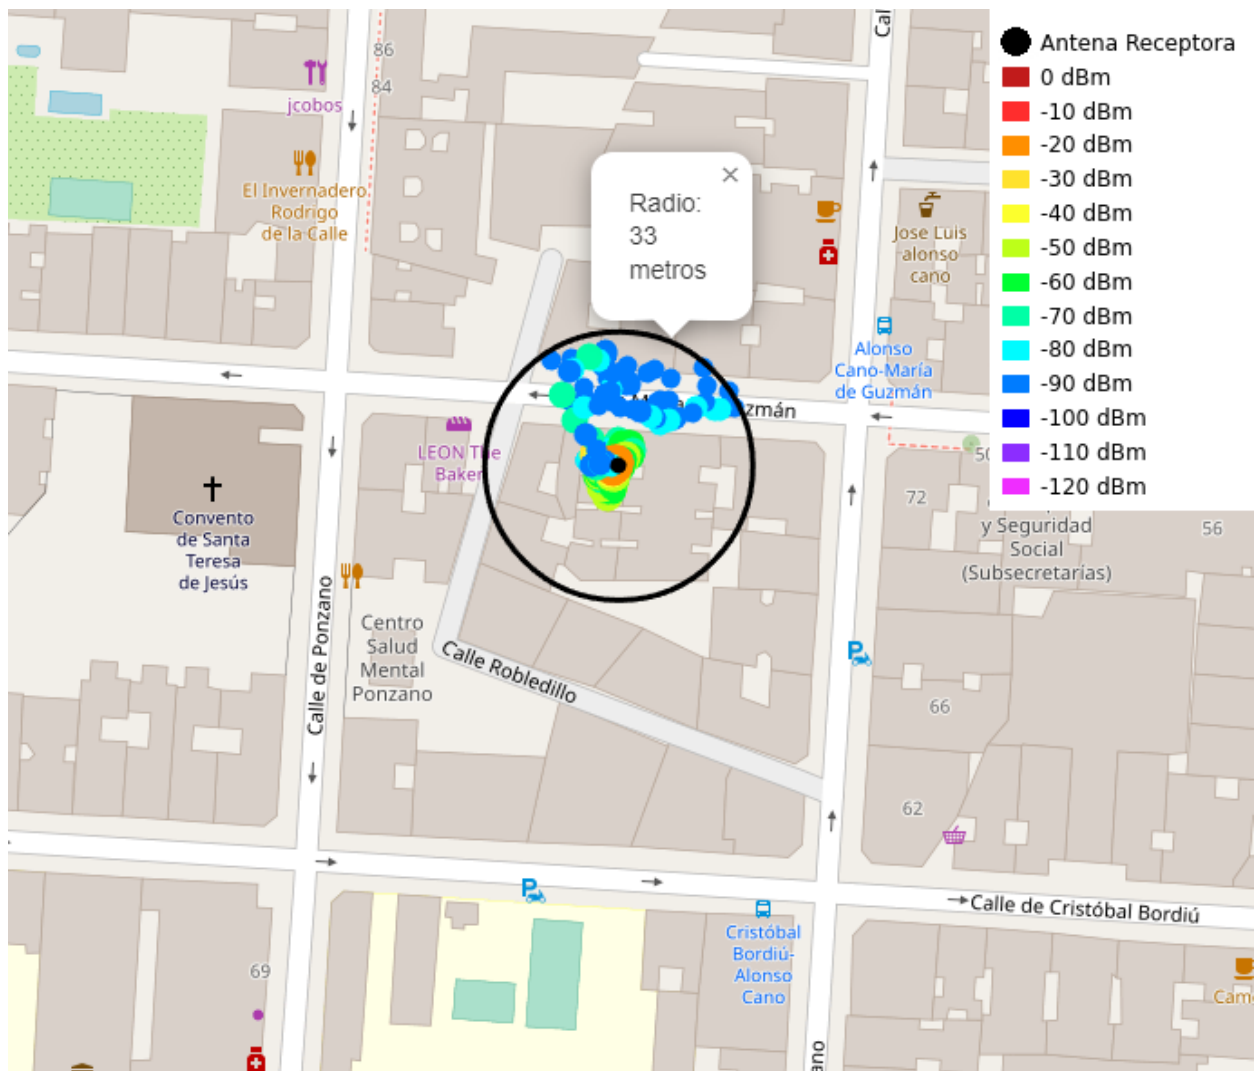 Antena Receptora
0 dBm
-10 dBm
-20 dBm
-30 dBm
-40 dBm
-50 dBm
-60 dBm
-70 dBm
-80 dBm
-90 dBm
-100 dBm
-110 dBm
-120 dBm
86
84
jcobos
El Invernadero
Rodrigo
de la Calle
×
Radio:
33
metros
Jose Luis
alonso
cano
Alonso
Cano-María
de Guzmán
LEON The
Baker
72
56
y Seguridad
Social
(Subsecretarías)
Convento
de Santa
Teresa
de Jesús
Calle de Ponzano
Centro
Salud
Mental
Ponzano
Calle Robledillo
P
66
62
P
Calle de Cristóbal Bordiú
Cristóbal
Bordiú-
Alonso
Cano
69